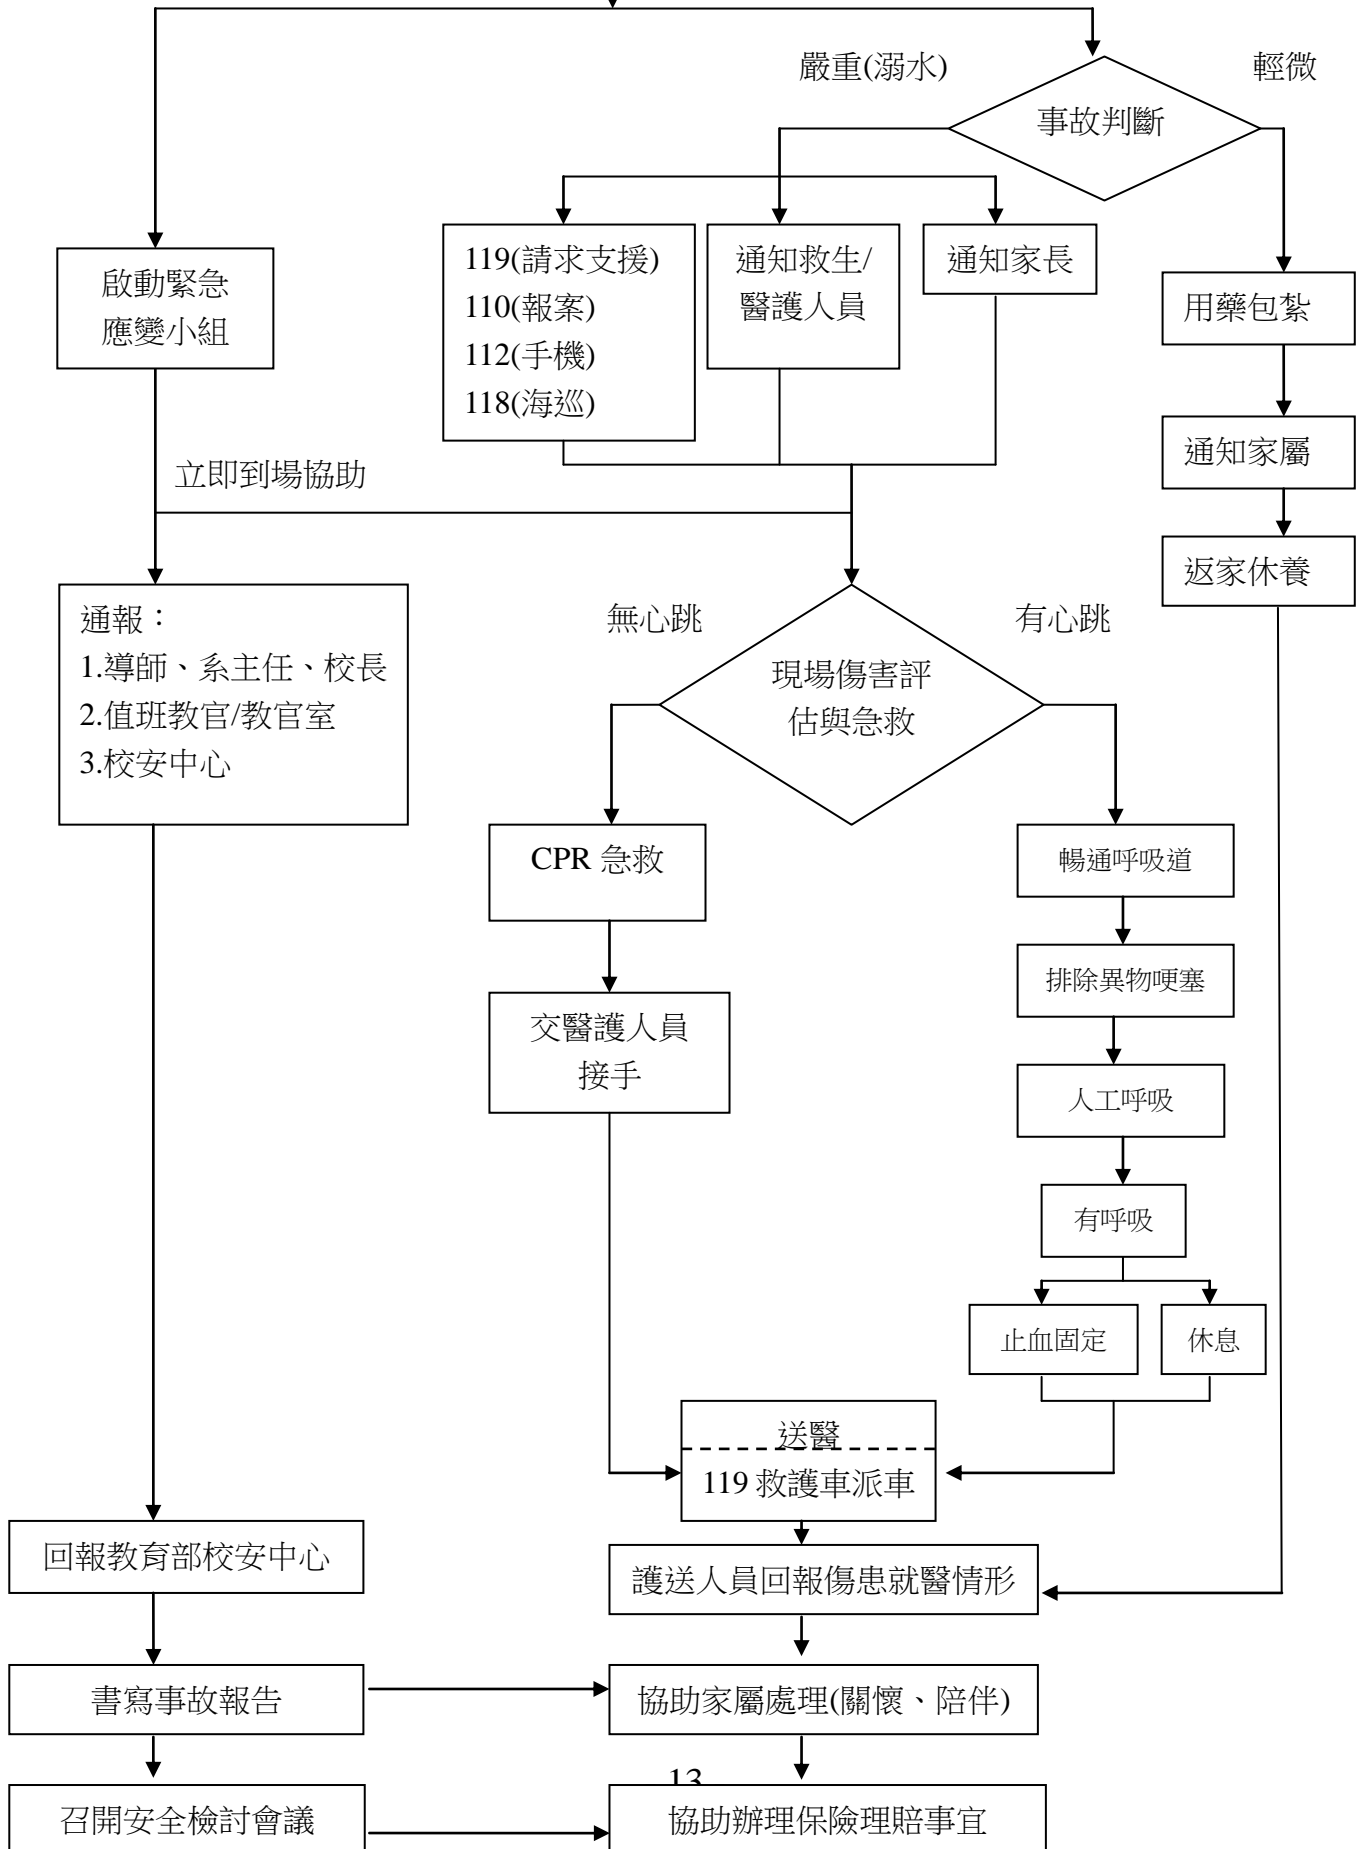 嚴重(溺水)
輕微
事故判斷
啟動緊急
應變小組
119(請求支援)
110(報案)
112(手機)
118(海巡)
通知救生/
醫護人員
通知家長
用藥包紮
通知家屬
返家休養
立即到場協助
通報：
1.導師、系主任、校長
2.值班教官/教官室
3.校安中心
無心跳
有心跳
現場傷害評
估與急救
CPR 急救
交醫護人員
接手
暢通呼吸道
排除異物哽塞
人工呼吸
有呼吸
止血固定
休息
送醫
119 救護車派車
回報教育部校安中心
護送人員回報傷患就醫情形
書寫事故報告
協助家屬處理(關懷、陪伴)
13
召開安全檢討會議
協助辦理保險理賠事宜